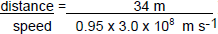 distance = 34 m
speed 0.95 x 3.0 x 10⁸ m s⁻¹